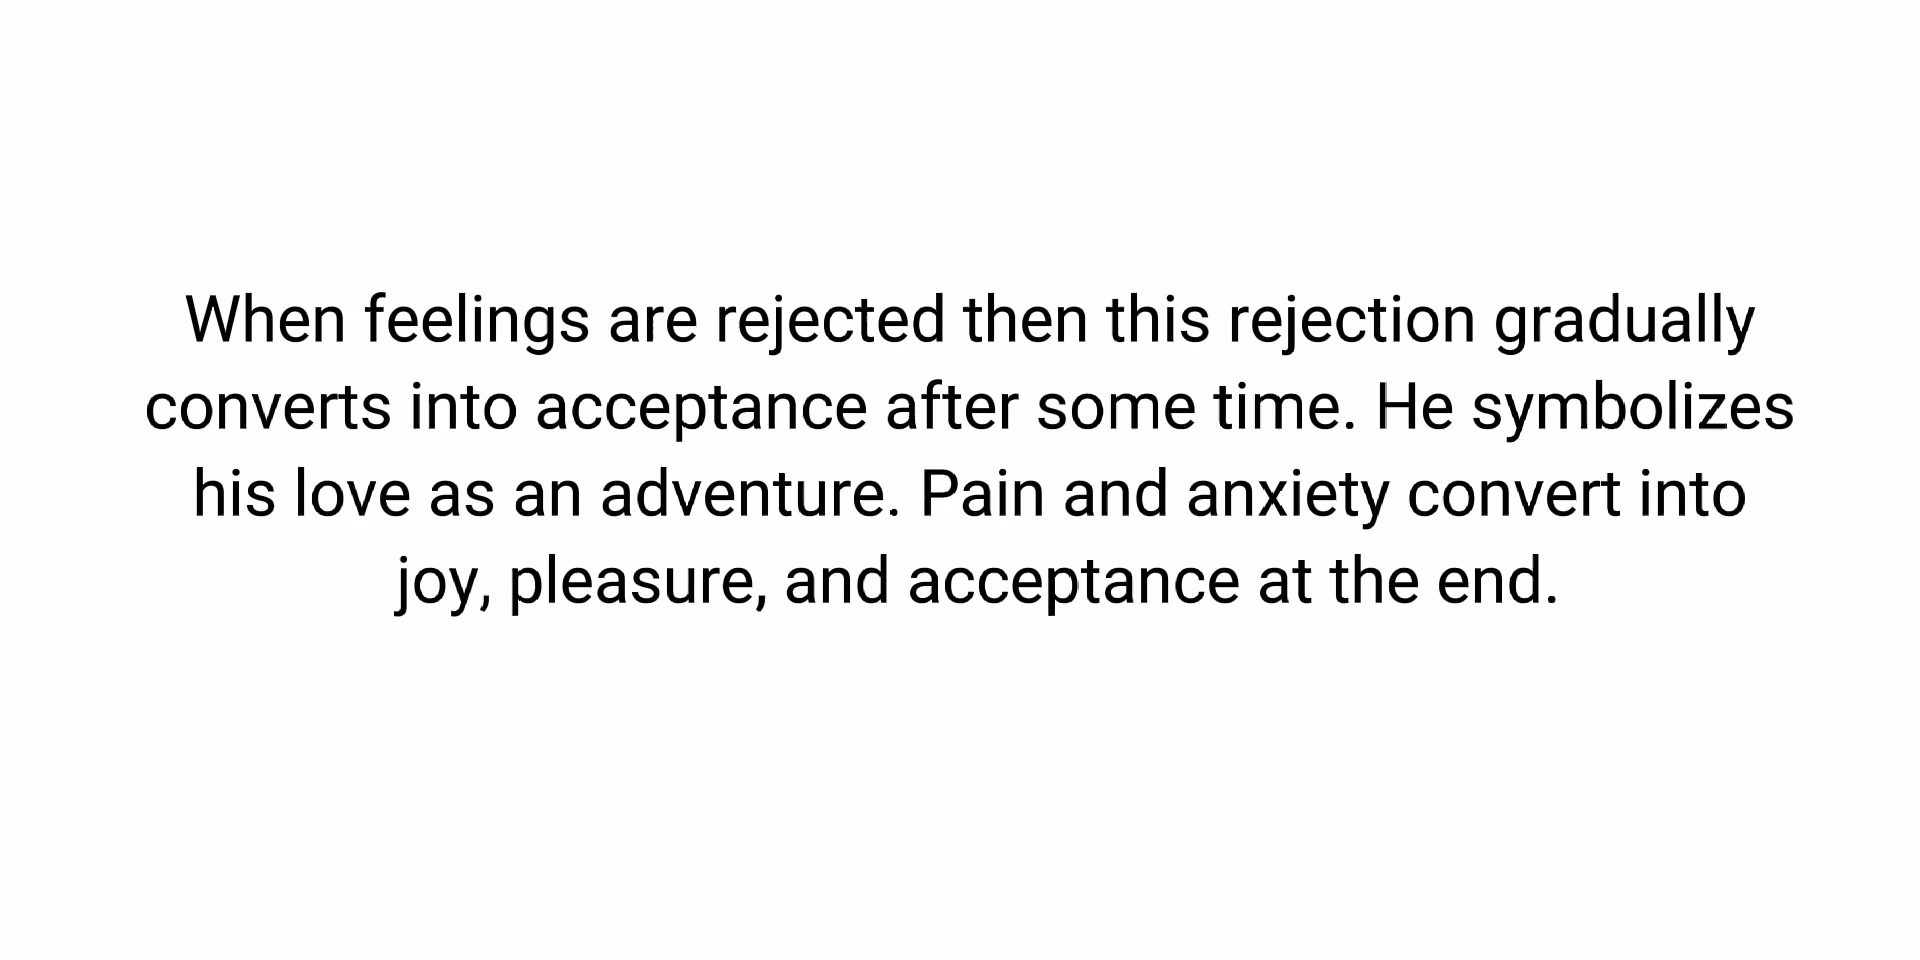 When feelings are rejected then this rejection gradually
converts into acceptance after some time. He symbolizes
his love as an adventure. Pain and anxiety convert into
joy, pleasure, and acceptance at the end.